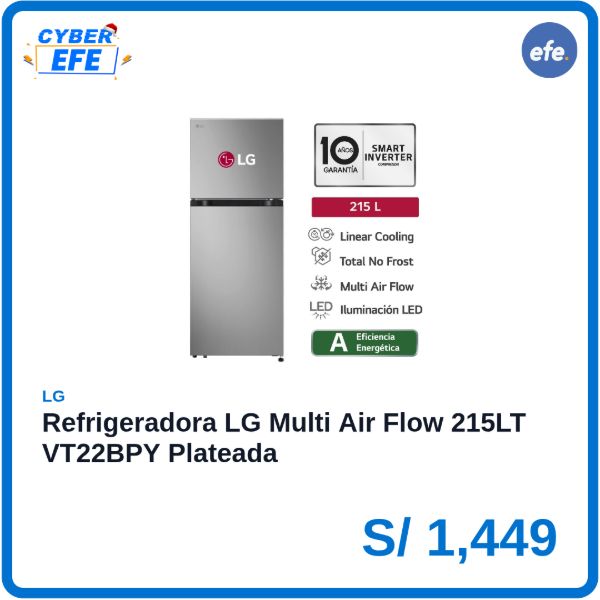 CYBER
EFE
efe.
LG
10 AÑOS
GARANTÍA
SMART
INVERTER
COMPRESSOR
215 L
Linear Cooling
Total No Frost
Multi Air Flow
LED Iluminación LED
A Eficiencia
Energética
LG
Refrigeradora LG Multi Air Flow 215LT
VT22BPY Plateada
S/ 1,449